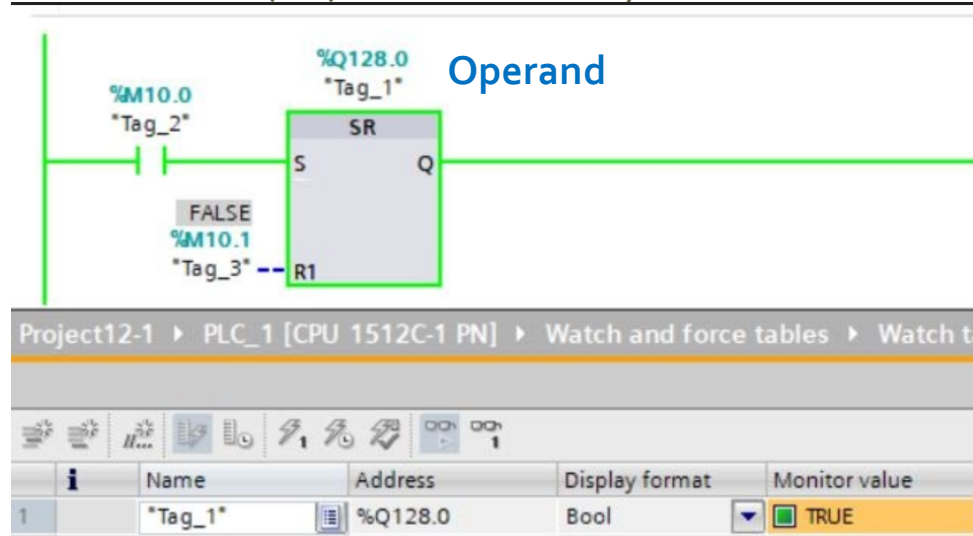 %Q128.0 Operand
"Tag_1"
%M10.0
"Tag_2"
SR
S Q
FALSE
%M10.1
"Tag_3" R1
Project12-1 ▸ PLC_1 [CPU 1512C-1 PN] ▸ Watch and force tables ▸ Watch
i Name Address Display format Monitor value
1 "Tag_1" %Q128.0 Bool TRUE